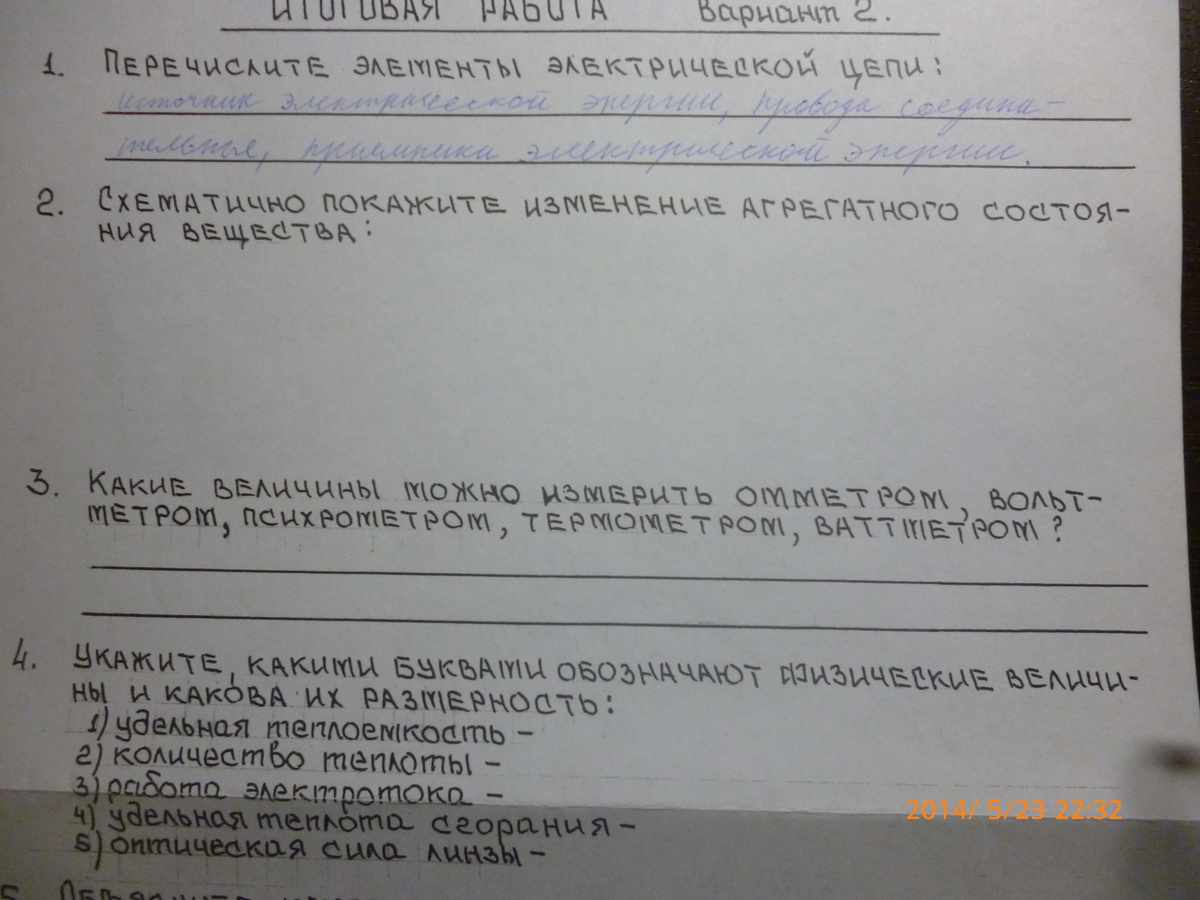 ИТОГОВАЯ РАБОТА Вариант 2.
1. ПЕРЕЧИСЛИТЕ ЭЛЕМЕНТЫ ЭЛЕКТРИЧЕСКОЙ ЦЕПИ:
источник электрической энергии, провода соедини-
тельные, приемники электрической энергии.
2. СХЕМАТИЧНО ПОКАЖИТЕ ИЗМЕНЕНИЕ АГРЕГАТНОГО СОСТОЯ-
НИЯ ВЕЩЕСТВА:
3. КАКИЕ ВЕЛИЧИНЫ МОЖНО ИЗМЕРИТЬ ОММЕТРОМ, ВОЛЬТ-
МЕТРОМ, ПСИХРОМЕТРОМ, ТЕРМОМЕТРОМ, ВАТТМЕТРОМ?
4. УКАЖИТЕ, КАКИМИ БУКВАМИ ОБОЗНАЧАЮТ ФИЗИЧЕСКИЕ ВЕЛИЧИ-
НЫ И КАКОВА ИХ РАЗМЕРНОСТЬ:
1) удельная теплоемкость –
2) количество теплоты –
3) работа электротока –
4) удельная теплота сгорания –
5) оптическая сила линзы –
2014/ 5/23 22:32